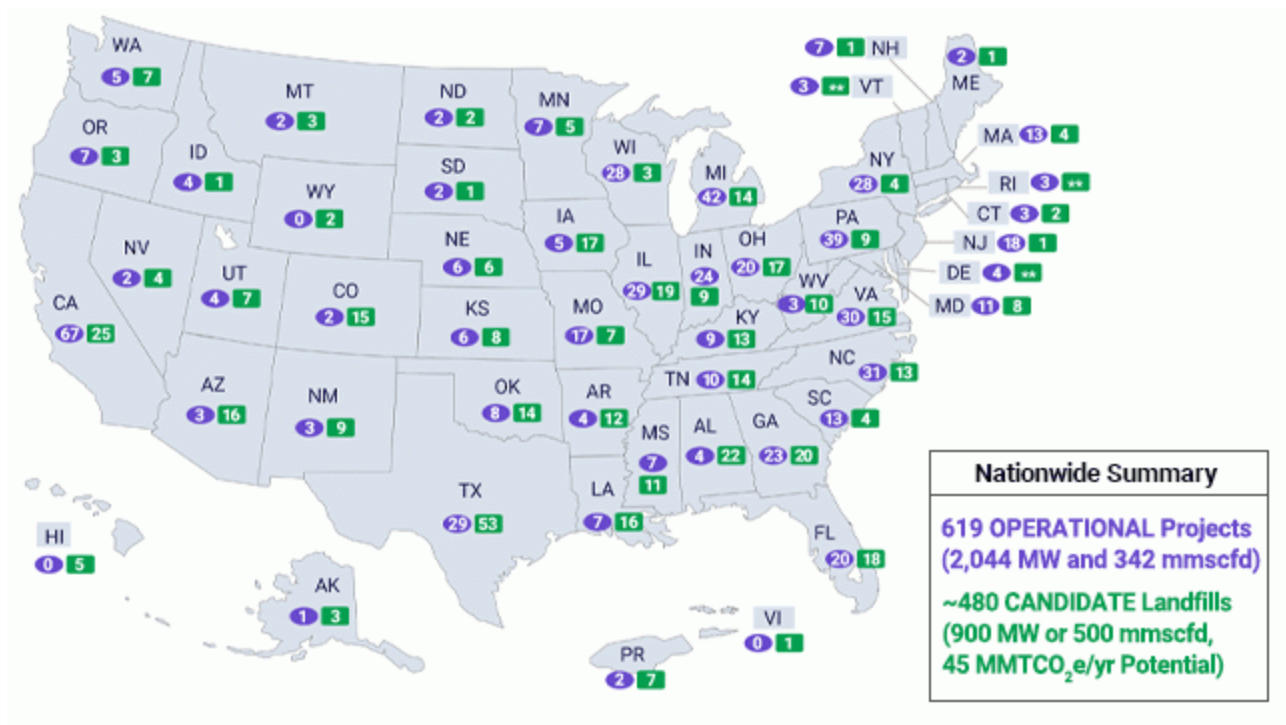 WA
5 7
MT
2 3
ND
2 2
MN
7 5
7 1 NH
3 ** VT
2 1
ME
OR
7 3
ID
4 1
WY
0 2
SD
2 1
WI
28 3
MI
42 14
NY
28 4
MA 13 4
RI 3 **
CT 3 2
NJ 18 1
DE 4 **
MD 11 8
NV
2 4
UT
4 7
CO
2 15
NE
6 6
IA
5 17
IL
29 19
IN
24
9
OH
20 17
PA
39 9
WV
3 10
VA
30 15
CA
67 25
KS
6 8
MO
17 7
KY
9 13
AZ
3 16
NM
3 9
OK
8 14
AR
4 12
TN 10 14
NC
31 13
SC
13 4
MS
7
11
AL
4 22
GA
23 20
TX
29 53
LA
7 16
FL
20 18
HI
0 5
AK
1 3
PR
2 7
VI
0 1
Nationwide Summary
619 OPERATIONAL Projects
(2,044 MW and 342 mmscfd)
~480 CANDIDATE Landfills
(900 MW or 500 mmscfd,
45 MMTCO₂e/yr Potential)